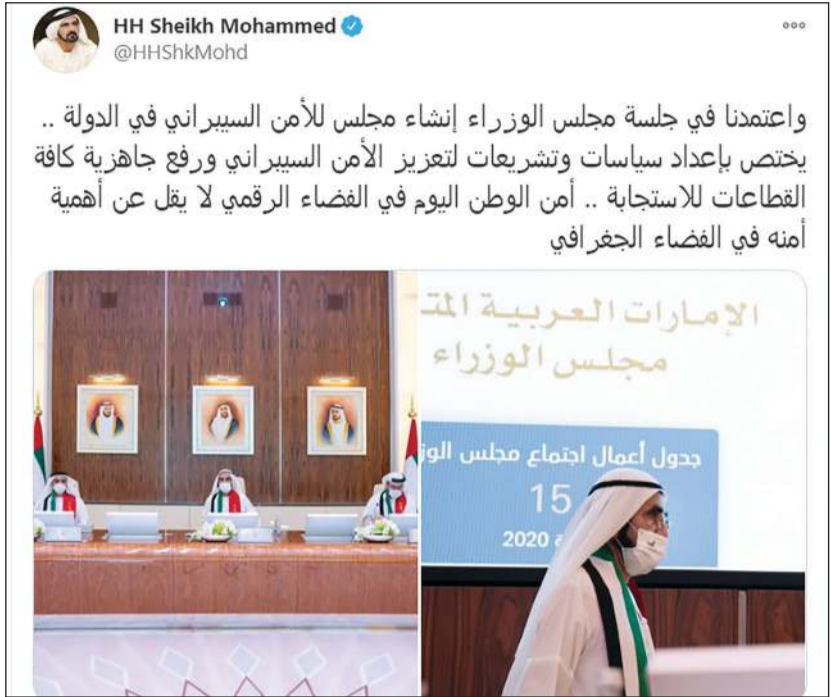 HH Sheikh Mohammed
@HHShkMohd
واعتمدنا في جلسة مجلس الوزراء إنشاء مجلس للأمن السيبراني في الدولة ..
يختص بإعداد سياسات وتشريعات لتعزيز الأمن السيبراني ورفع جاهزية كافة
القطاعات للاستجابة .. أمن الوطن اليوم في الفضاء الرقمي لا يقل عن أهمية
أمنه في الفضاء الجغرافي
الإمارات العربية المتـ
مجلس الوزراء
جدول أعمال اجتماع مجلس الوز
15
2020